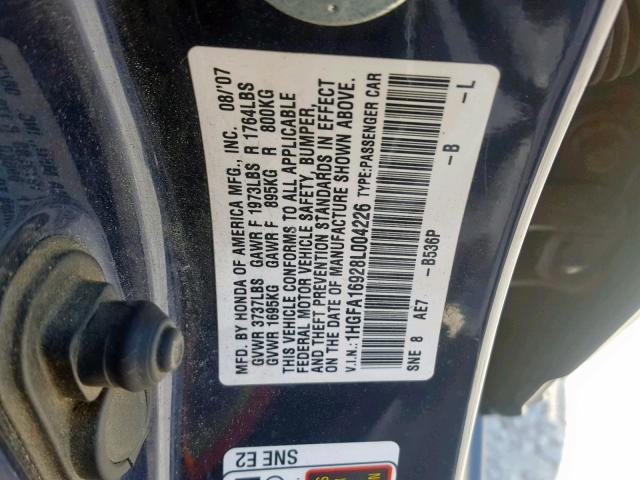 MFD. BY HONDA OF AMERICA MFG., INC. 08/'07
GVWR 3737LBS GAWR F 1973LBS R 1764LBS
GVWR 1695KG GAWR F 895KG R 800KG
THIS VEHICLE CONFORMS TO ALL APPLICABLE
FEDERAL MOTOR VEHICLE SAFETY, BUMPER,
AND THEFT PREVENTION STANDARDS IN EFFECT
ON THE DATE OF MANUFACTURE SHOWN ABOVE.
V.I.N.: 1HGFA16928L004226 TYPE:PASSENGER CAR
SNE 8 AE7 -B536P -B -L
SNE E2